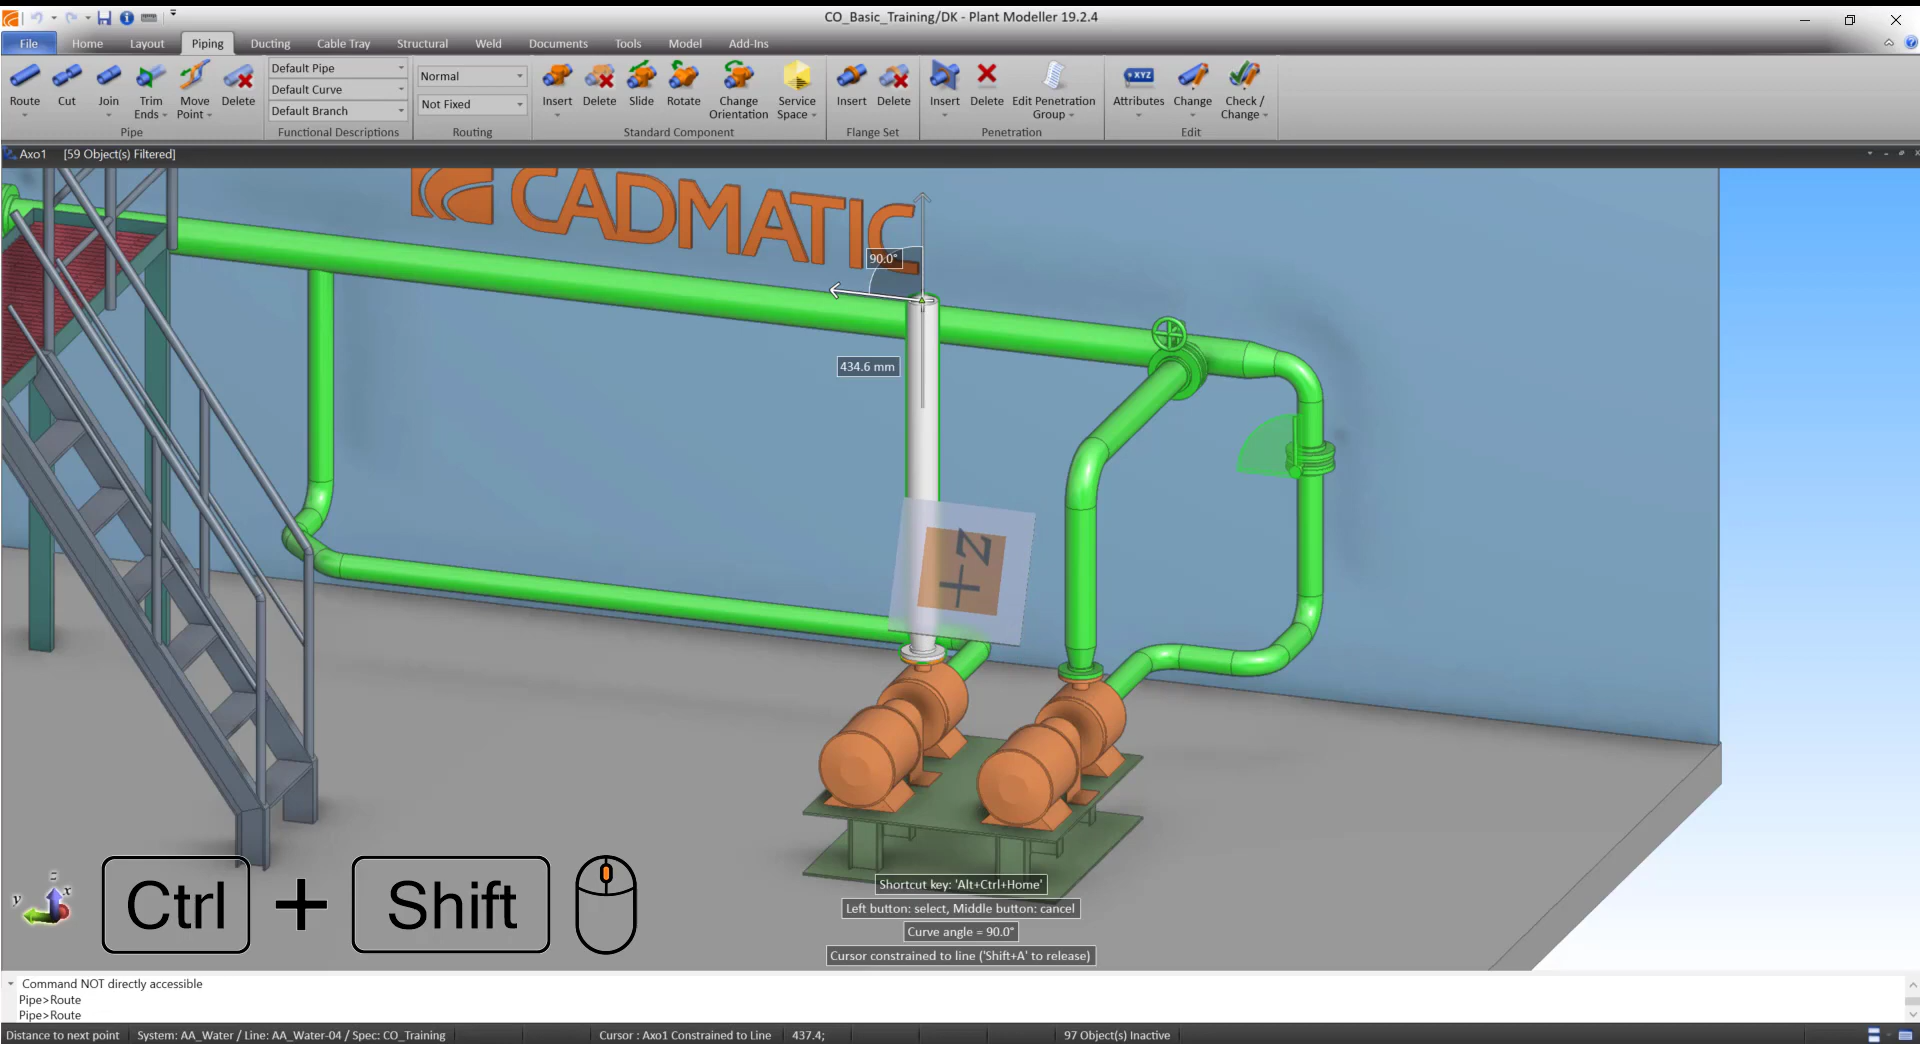 CO_Basic_Training/DK - Plant Modeller 19.2.4
File Home Layout Piping Ducting Cable Tray Structural Weld Documents Tools Model Add-Ins
Route Cut Join Trim Ends Move Point Delete
Default Pipe
Default Curve
Default Branch
Normal
Not Fixed
Insert Delete Slide Rotate Change Orientation Service Space
Insert Delete
Insert Delete Edit Penetration Group
Attributes Change Check / Change
XYZ
Pipe Functional Descriptions Routing Standard Component Flange Set Penetration Edit
Axo1 [59 Object(s) Filtered]
CADMATIC
90.0°
434.6 mm
+Z
z
x
y
Ctrl + Shift
Shortcut key: 'Alt+Ctrl+Home'
Left button: select, Middle button: cancel
Curve angle = 90.0°
Cursor constrained to line ('Shift+A' to release)
Command NOT directly accessible
Pipe>Route
Pipe>Route
Distance to next point System: AA_Water / Line: AA_Water-04 / Spec: CO_Training Cursor : Axo1 Constrained to Line 437.4; 97 Object(s) Inactive